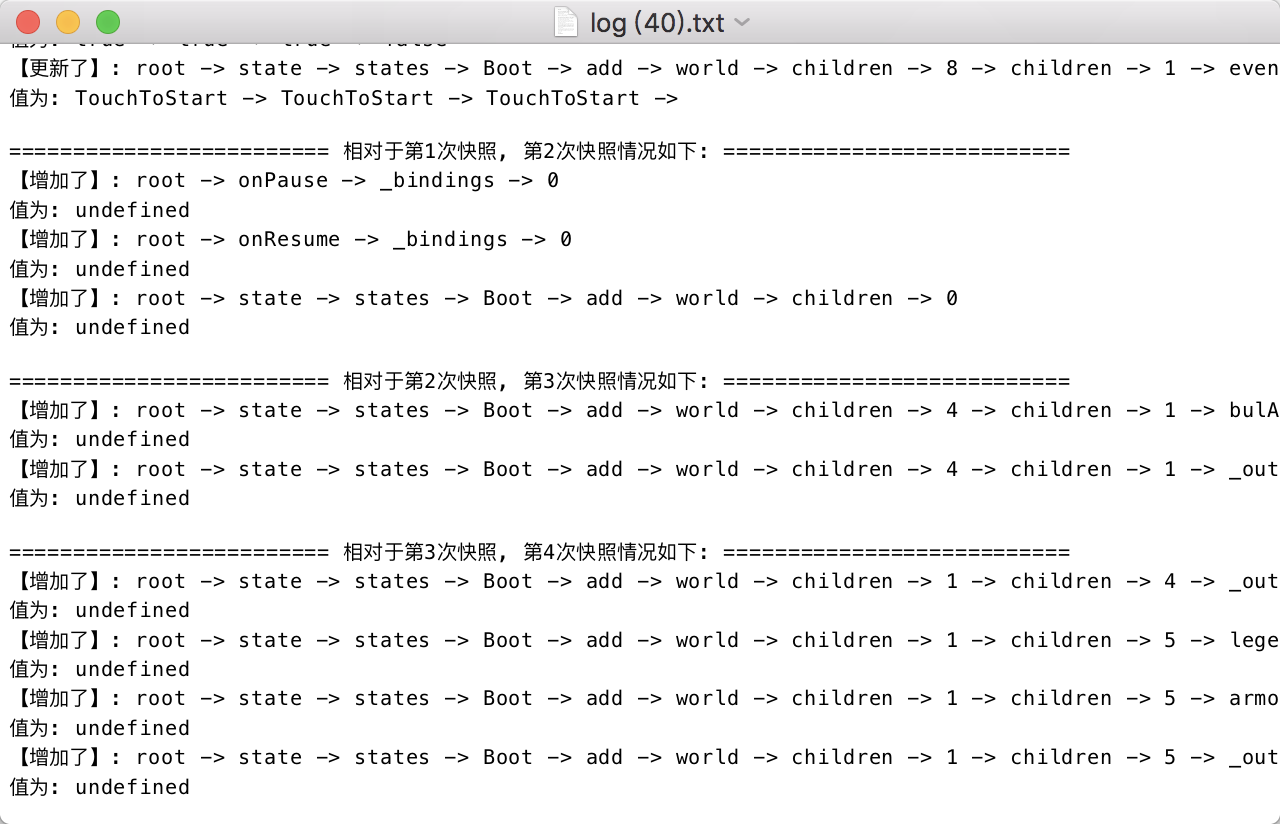 log (40).txt
【更新了】: root -> state -> states -> Boot -> add -> world -> children -> 8 -> children -> 1 -> even
值为: TouchToStart -> TouchToStart -> TouchToStart ->
========================= 相对于第1次快照, 第2次快照情况如下: ===========================
【增加了】: root -> onPause -> _bindings -> 0
值为: undefined
【增加了】: root -> onResume -> _bindings -> 0
值为: undefined
【增加了】: root -> state -> states -> Boot -> add -> world -> children -> 0
值为: undefined
========================= 相对于第2次快照, 第3次快照情况如下: ===========================
【增加了】: root -> state -> states -> Boot -> add -> world -> children -> 4 -> children -> 1 -> bulA
值为: undefined
【增加了】: root -> state -> states -> Boot -> add -> world -> children -> 4 -> children -> 1 -> _out
值为: undefined
========================= 相对于第3次快照, 第4次快照情况如下: ===========================
【增加了】: root -> state -> states -> Boot -> add -> world -> children -> 1 -> children -> 4 -> _out
值为: undefined
【增加了】: root -> state -> states -> Boot -> add -> world -> children -> 1 -> children -> 5 -> lege
值为: undefined
【增加了】: root -> state -> states -> Boot -> add -> world -> children -> 1 -> children -> 5 -> armo
值为: undefined
【增加了】: root -> state -> states -> Boot -> add -> world -> children -> 1 -> children -> 5 -> _out
值为: undefined